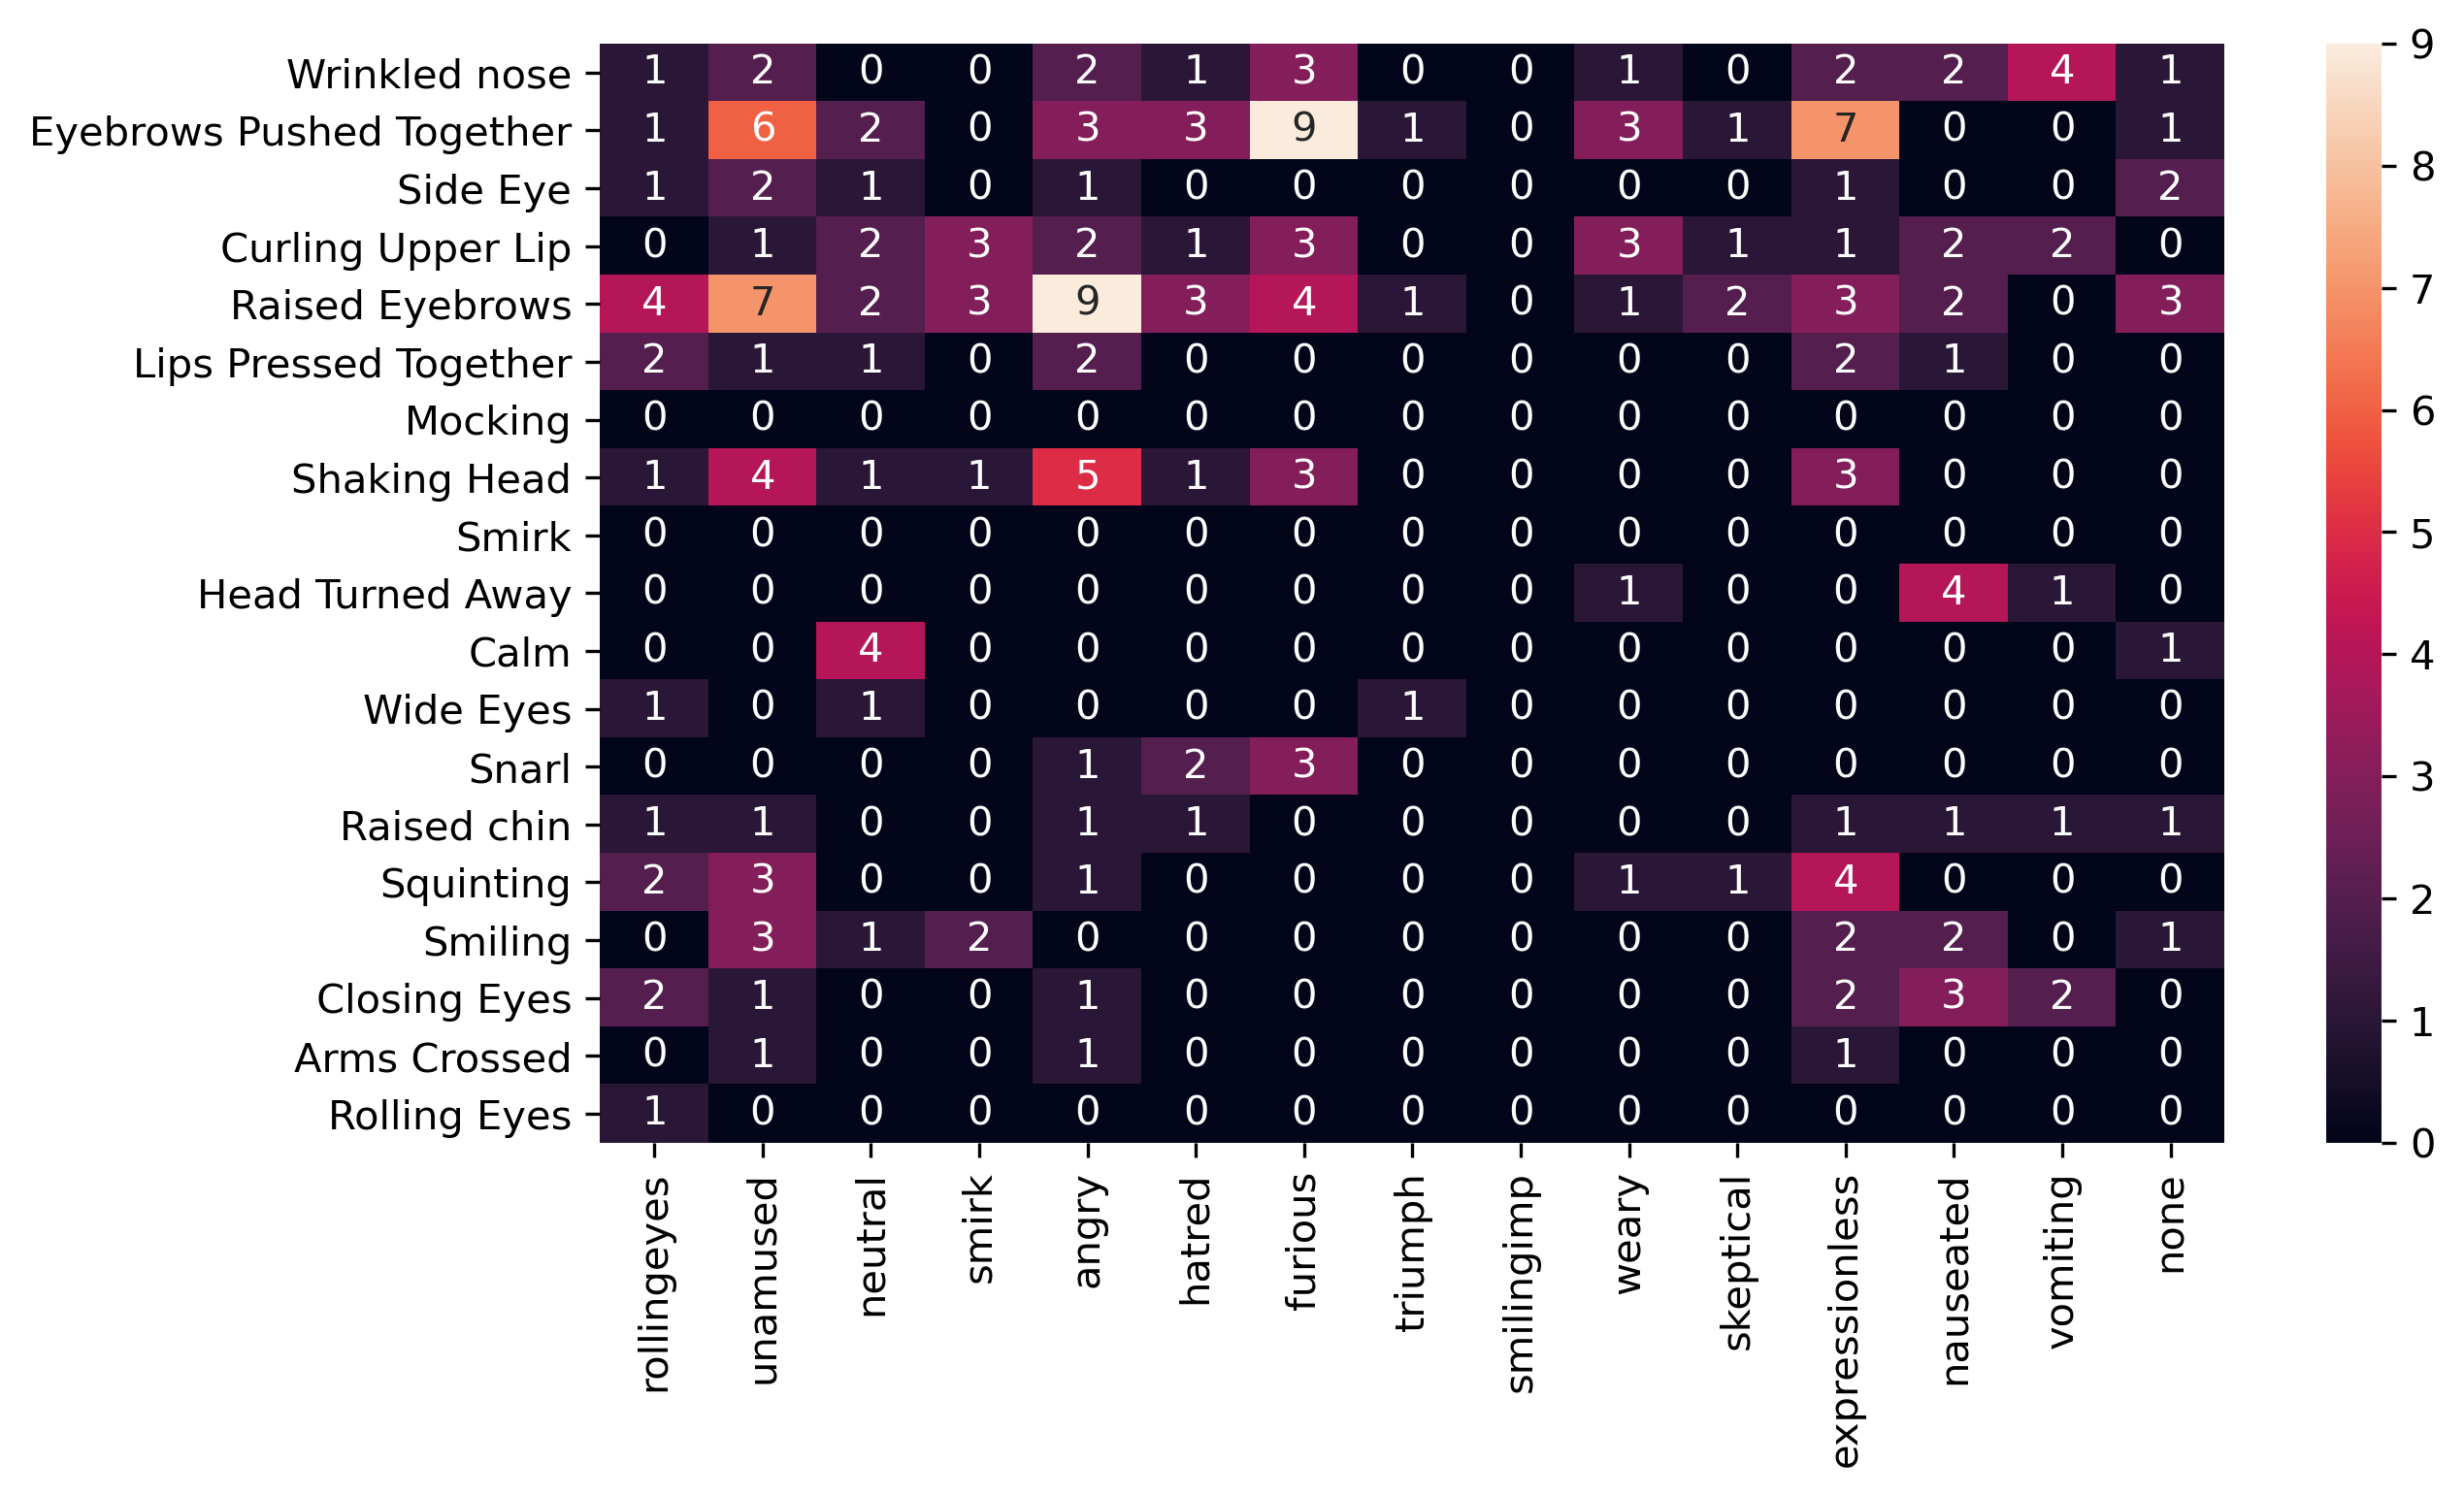 Wrinkled nose 1 2 0 0 2 1 3 0 0 1 0 2 2 4 1
Eyebrows Pushed Together 1 6 2 0 3 3 9 1 0 3 1 7 0 0 1
Side Eye 1 2 1 0 1 0 0 0 0 0 0 1 0 0 2
Curling Upper Lip 0 1 2 3 2 1 3 0 0 3 1 1 2 2 0
Raised Eyebrows 4 7 2 3 9 3 4 1 0 1 2 3 2 0 3
Lips Pressed Together 2 1 1 0 2 0 0 0 0 0 0 2 1 0 0
Mocking 0 0 0 0 0 0 0 0 0 0 0 0 0 0 0
Shaking Head 1 4 1 1 5 1 3 0 0 0 0 3 0 0 0
Smirk 0 0 0 0 0 0 0 0 0 0 0 0 0 0 0
Head Turned Away 0 0 0 0 0 0 0 0 0 1 0 0 4 1 0
Calm 0 0 4 0 0 0 0 0 0 0 0 0 0 0 1
Wide Eyes 1 0 1 0 0 0 0 1 0 0 0 0 0 0 0
Snarl 0 0 0 0 1 2 3 0 0 0 0 0 0 0 0
Raised chin 1 1 0 0 1 1 0 0 0 0 0 1 1 1 1
Squinting 2 3 0 0 1 0 0 0 0 1 1 4 0 0 0
Smiling 0 3 1 2 0 0 0 0 0 0 0 2 2 0 1
Closing Eyes 2 1 0 0 1 0 0 0 0 0 0 2 3 2 0
Arms Crossed 0 1 0 0 1 0 0 0 0 0 0 1 0 0 0
Rolling Eyes 1 0 0 0 0 0 0 0 0 0 0 0 0 0 0
rollingeyes
unamused
neutral
smirk
angry
hatred
furious
triumph
smilingimp
weary
skeptical
expressionless
nauseated
vomiting
none
9
8
7
6
5
4
3
2
1
0